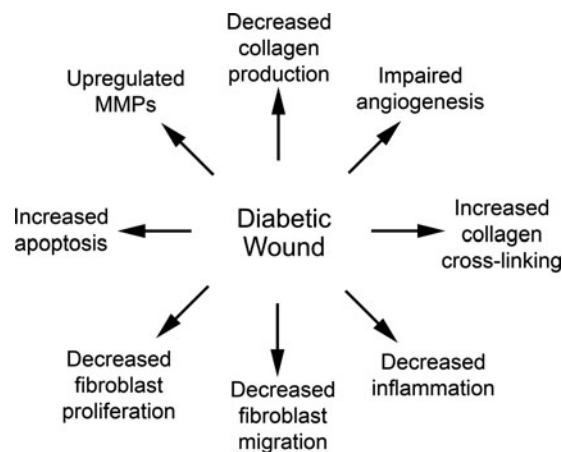 Decreased
collagen
production
Upregulated
MMPs
Impaired
angiogenesis
Increased
apoptosis
Diabetic
Wound
Increased
collagen
cross-linking
Decreased
fibroblast
proliferation
Decreased
fibroblast
migration
Decreased
inflammation